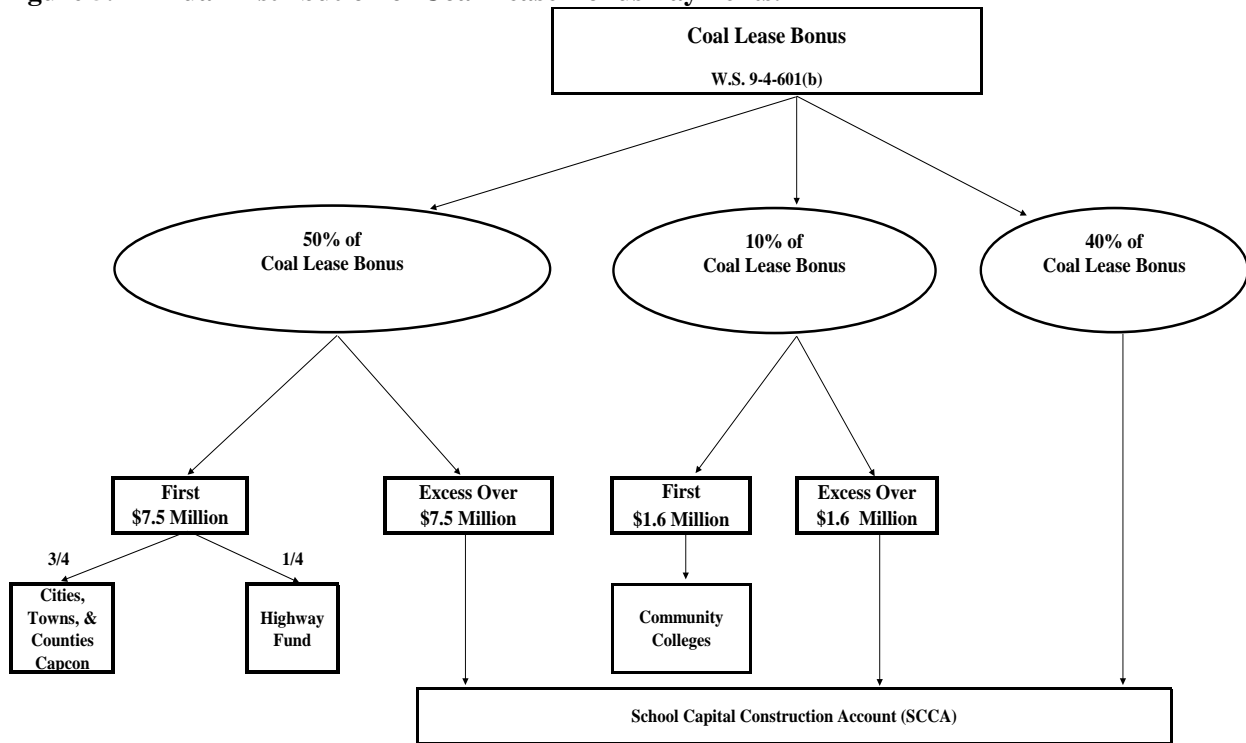 Coal Lease Bonus
W.S. 9-4-601(b)
50% of
Coal Lease Bonus
10% of
Coal Lease Bonus
40% of
Coal Lease Bonus
First
$7.5 Million
Excess Over
$7.5 Million
First
$1.6 Million
Excess Over
$1.6 Million
3/4
1/4
Cities,
Towns, &
Counties
Capcon
Highway
Fund
Community
Colleges
School Capital Construction Account (SCCA)